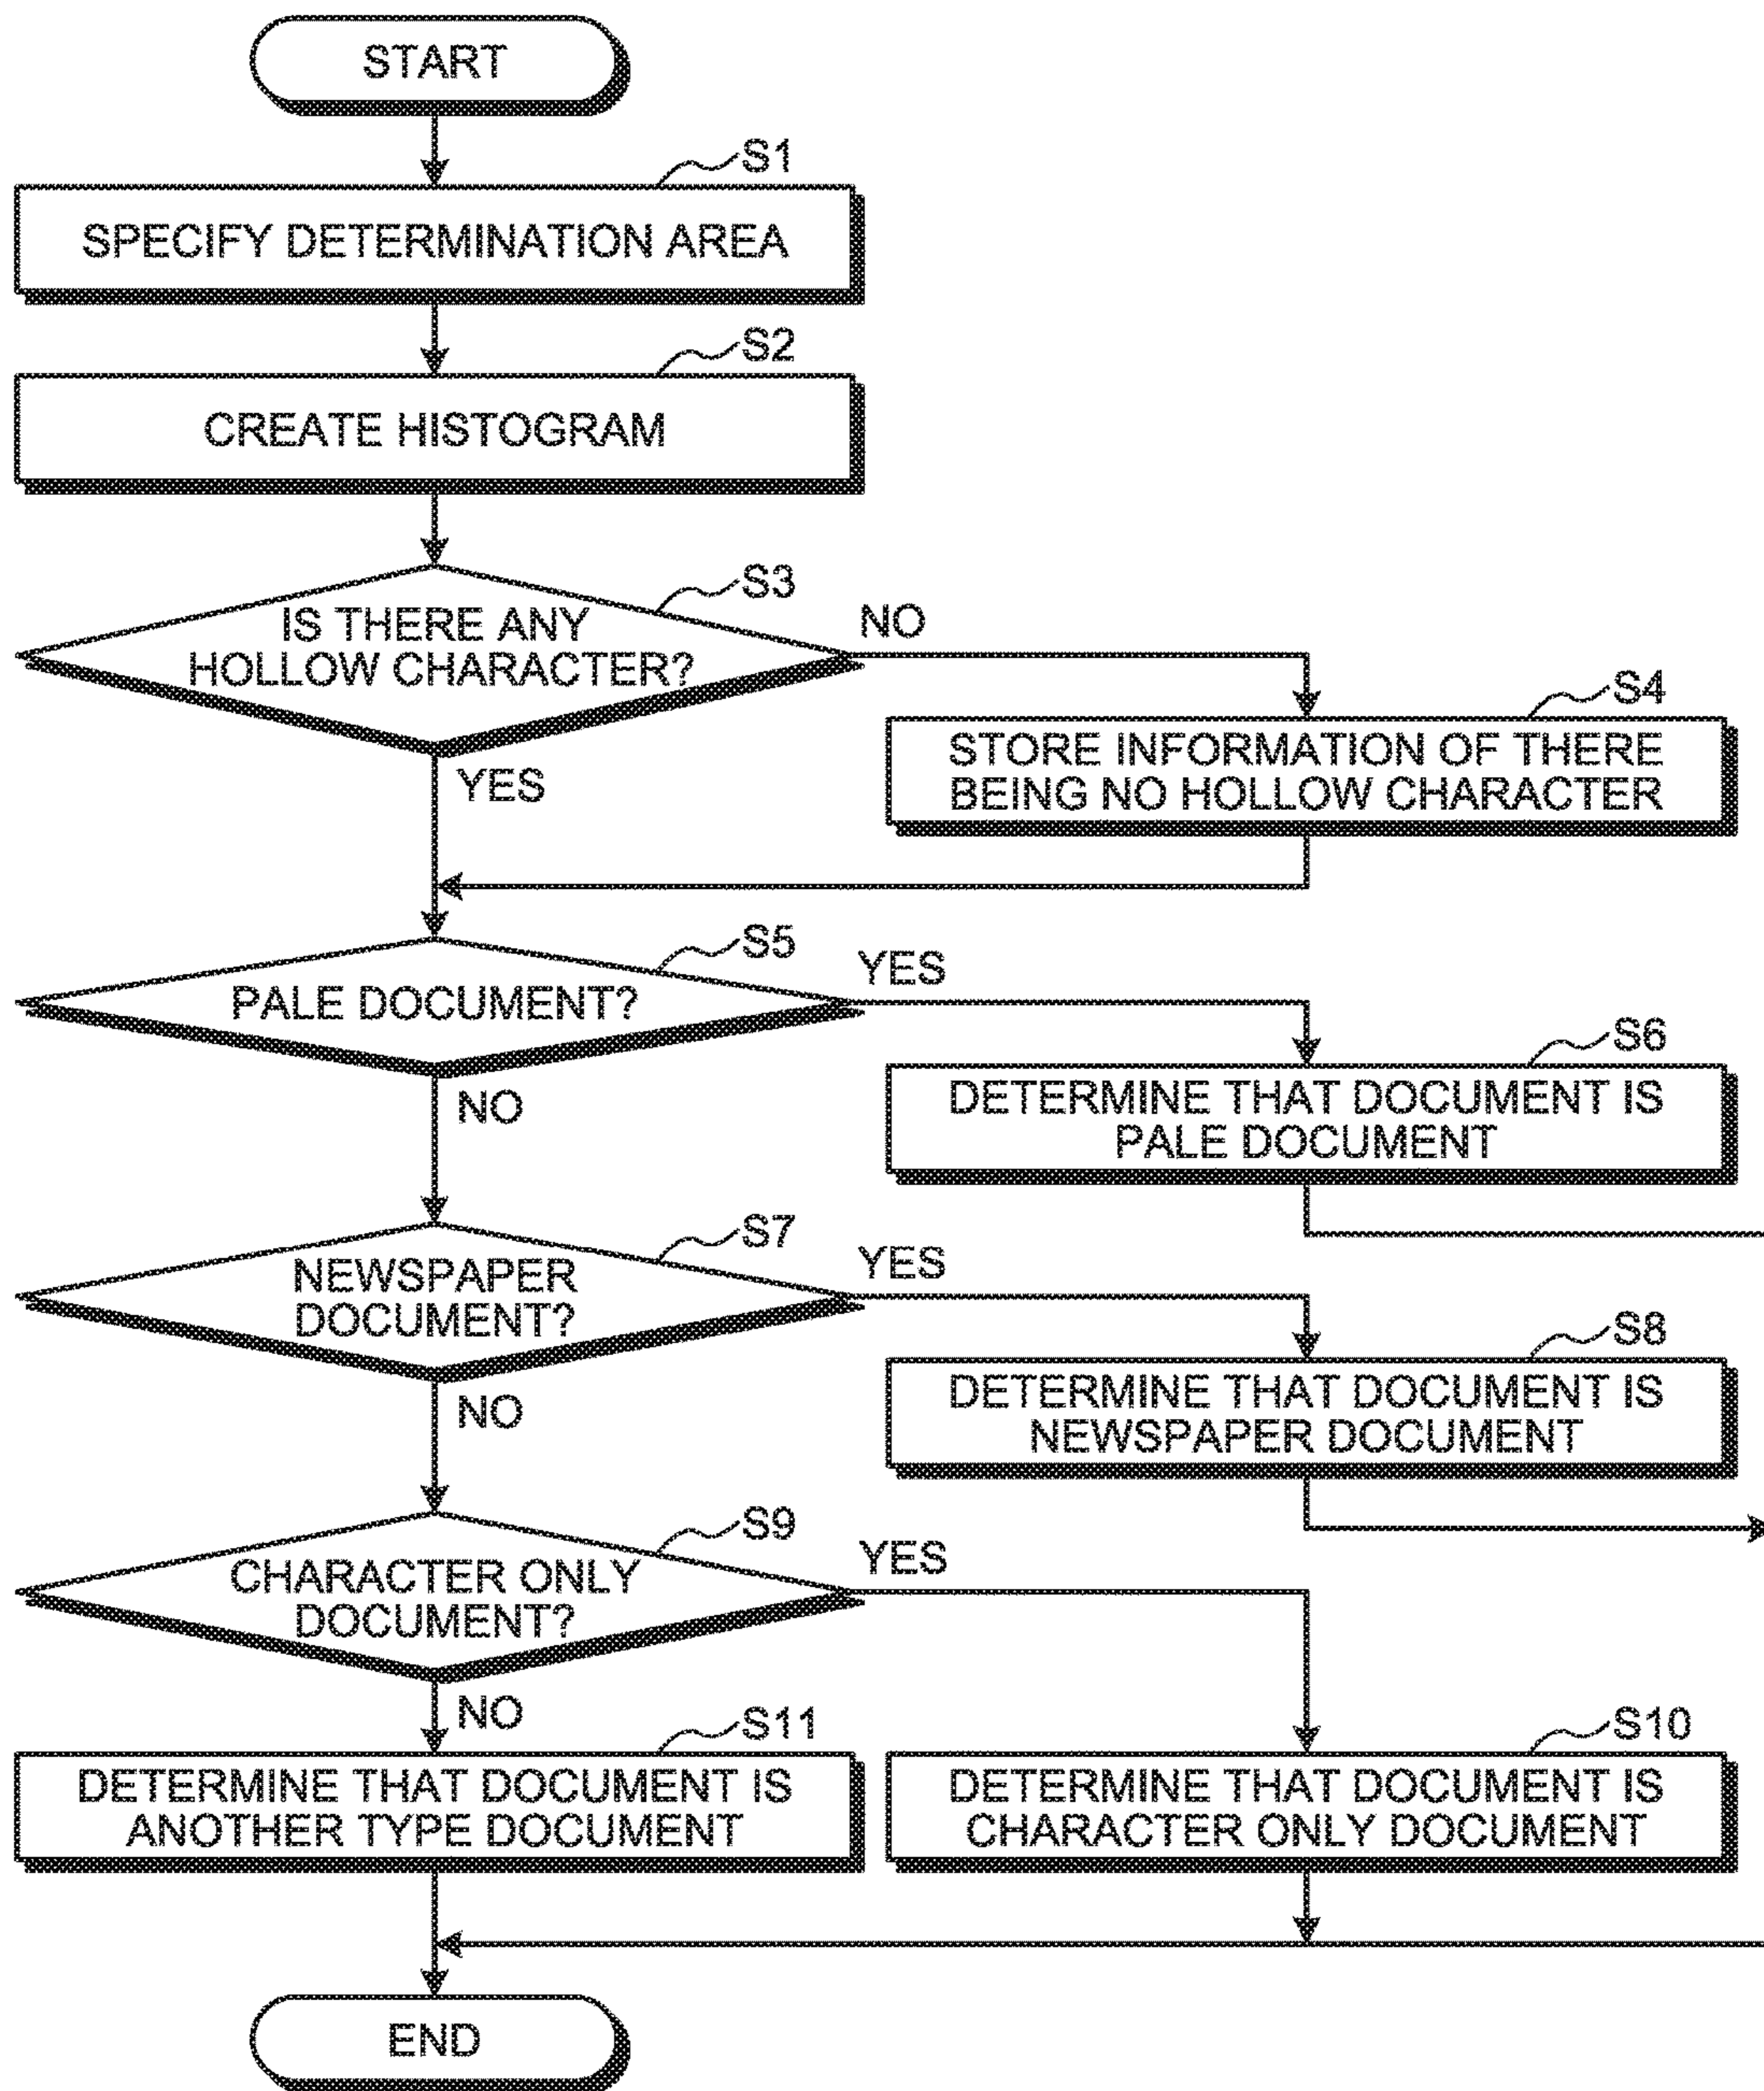 START
S1
SPECIFY DETERMINATION AREA
S2
CREATE HISTOGRAM
S3
IS THERE ANY
HOLLOW CHARACTER?
NO
YES
S4
STORE INFORMATION OF THERE
BEING NO HOLLOW CHARACTER
S5
PALE DOCUMENT?
YES
NO
S6
DETERMINE THAT DOCUMENT IS
PALE DOCUMENT
S7
NEWSPAPER
DOCUMENT?
YES
NO
S8
DETERMINE THAT DOCUMENT IS
NEWSPAPER DOCUMENT
S9
CHARACTER ONLY
DOCUMENT?
YES
NO
S11
DETERMINE THAT DOCUMENT IS
ANOTHER TYPE DOCUMENT
S10
DETERMINE THAT DOCUMENT IS
CHARACTER ONLY DOCUMENT
END